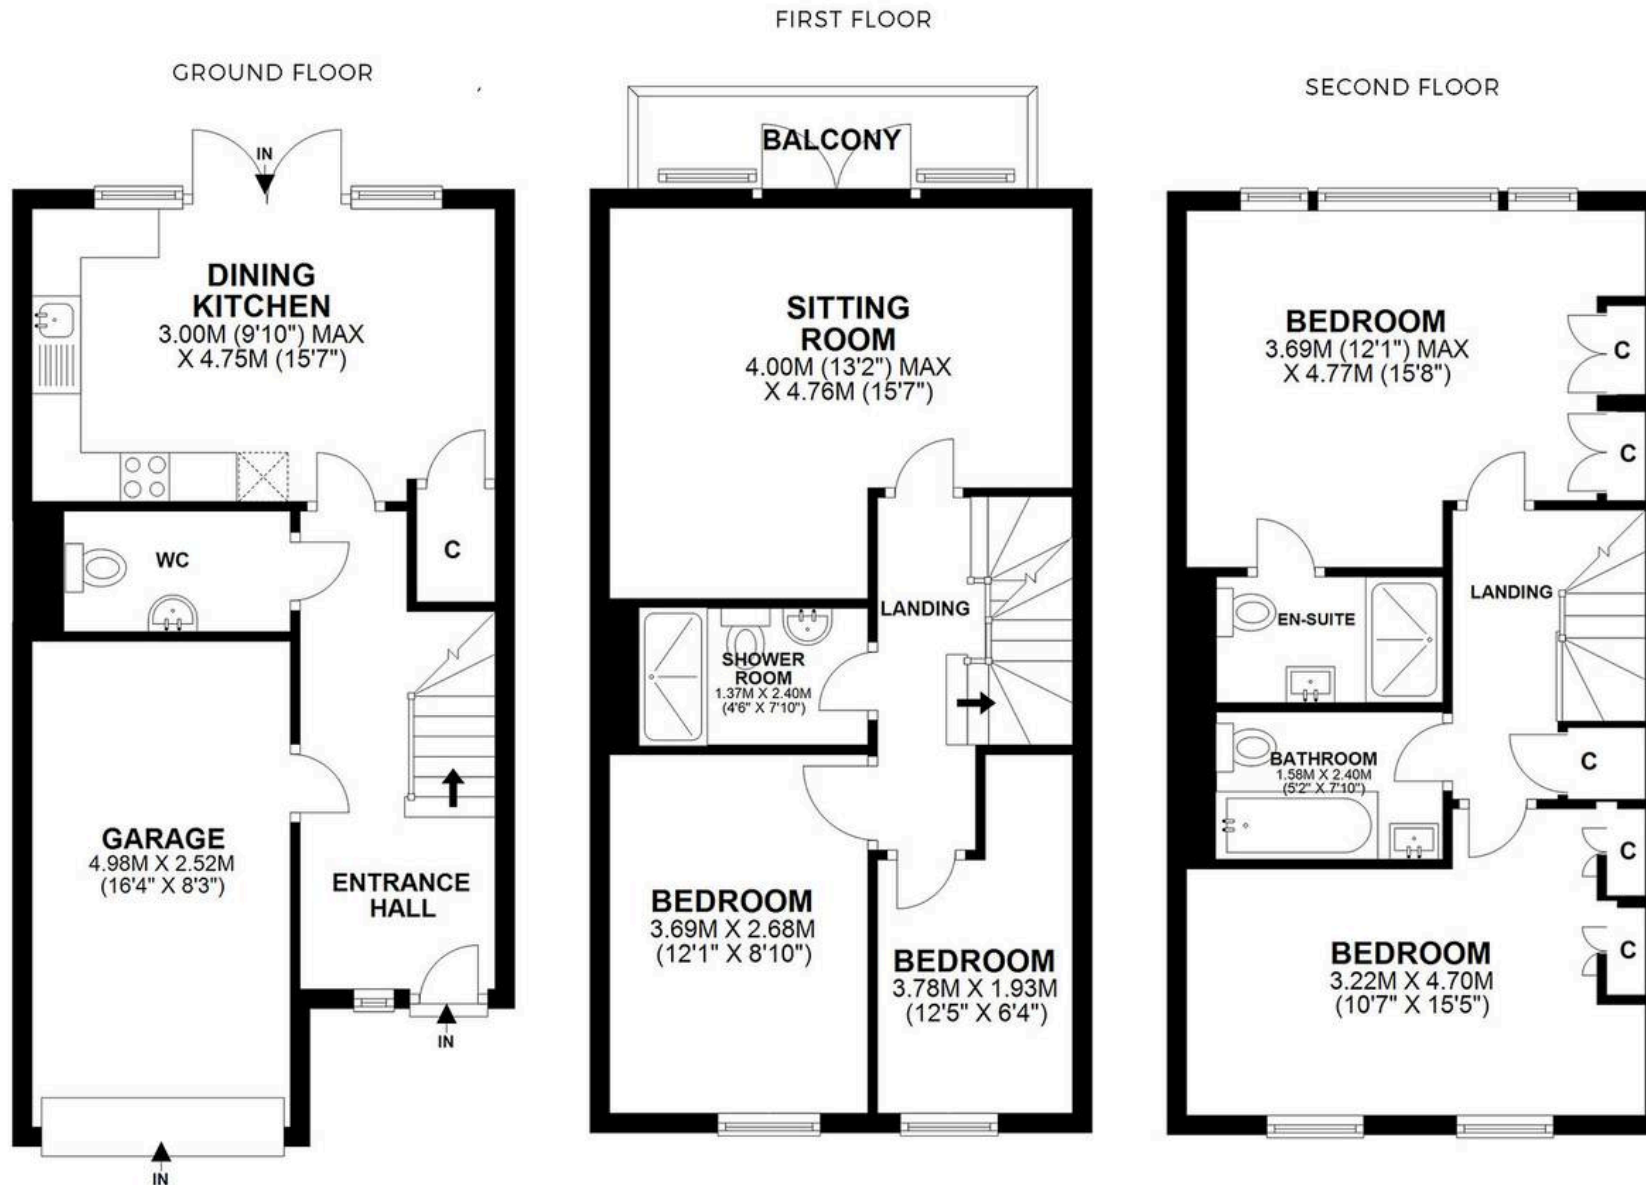 GROUND FLOOR
IN
DINING
KITCHEN
3.00M (9'10") MAX
X 4.75M (15'7")
WC
C
GARAGE
4.98M X 2.52M
(16'4" X 8'3")
ENTRANCE
HALL
IN
IN
FIRST FLOOR
BALCONY
SITTING
ROOM
4.00M (13'2") MAX
X 4.76M (15'7")
LANDING
SHOWER
ROOM
1.37M X 2.40M
(4'6" X 7'10")
BEDROOM
3.69M X 2.68M
(12'1" X 8'10")
BEDROOM
3.78M X 1.93M
(12'5" X 6'4")
SECOND FLOOR
BEDROOM
3.69M (12'1") MAX
X 4.77M (15'8")
C
C
EN-SUITE
LANDING
BATHROOM
1.58M X 2.40M
(5'2" X 7'10")
C
C
BEDROOM
3.22M X 4.70M
(10'7" X 15'5")
C